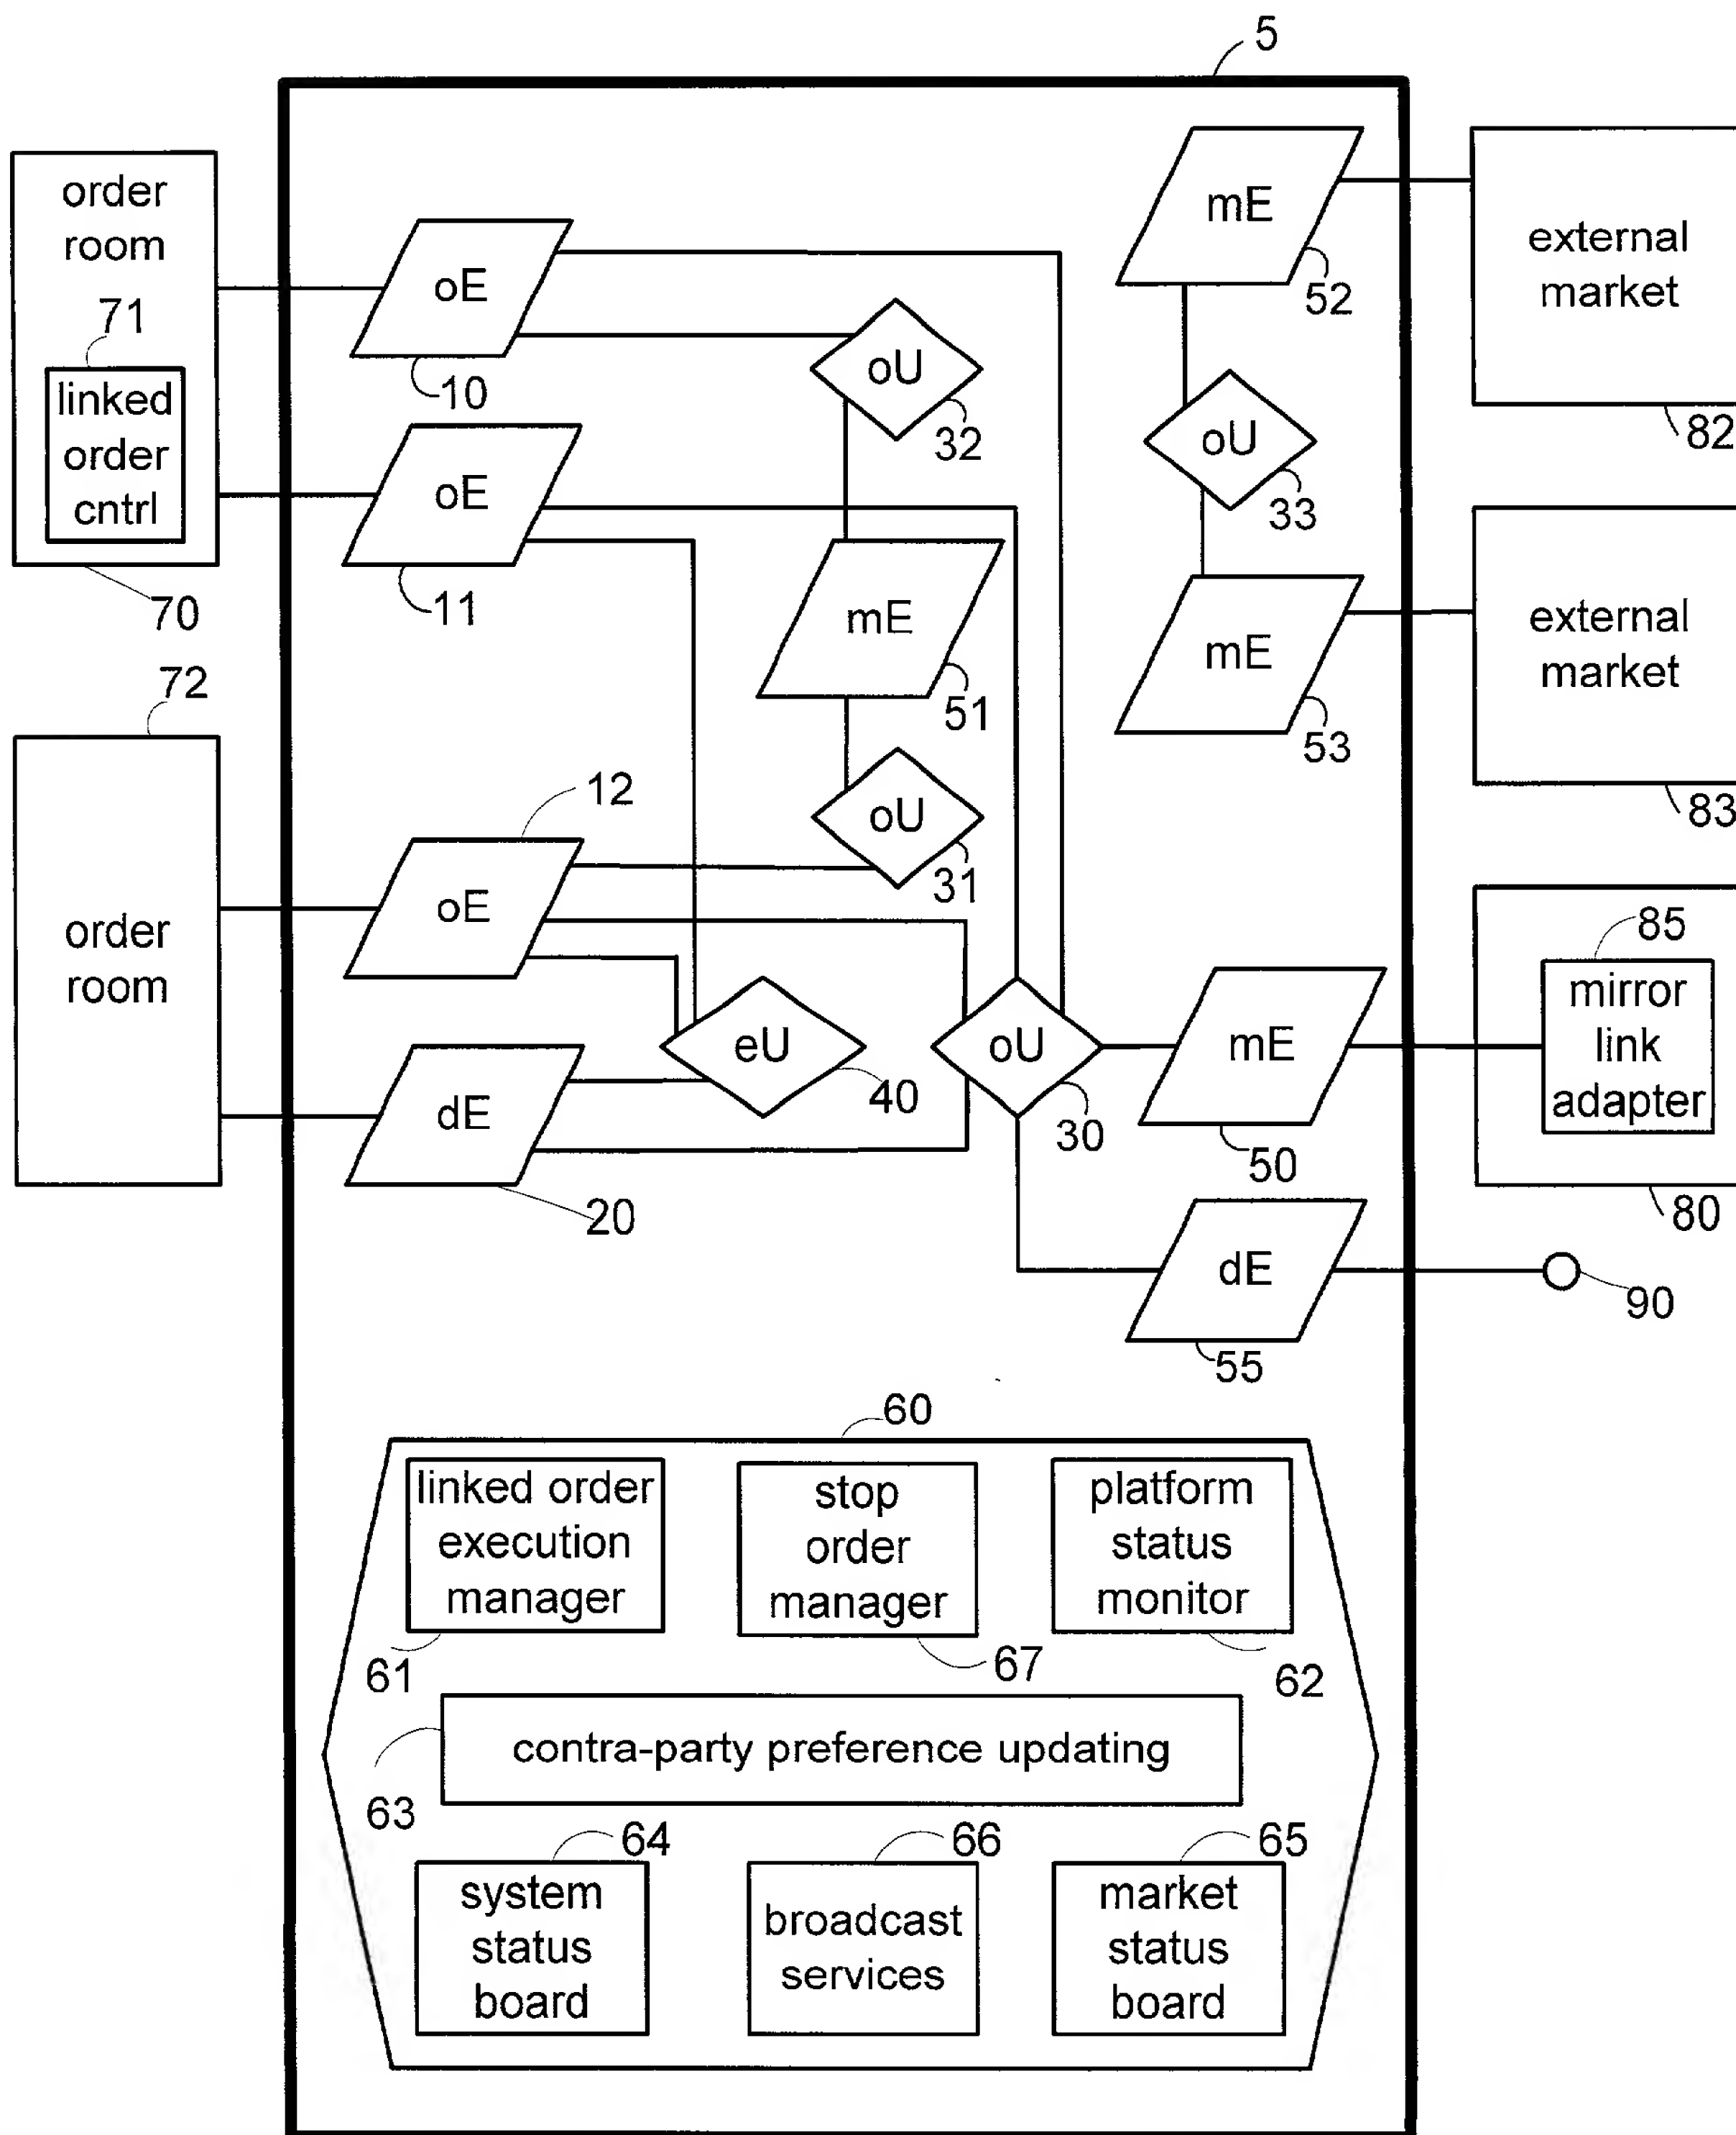 5
order
room
71
linked
order
cntrl
70
oE
10
oE
11
oU
32
mE
51
oU
31
mE
52
oU
33
mE
53
external
market
82
external
market
83
72
order
room
12
oE
dE
20
eU
40
oU
30
mE
50
dE
55
85
mirror
link
adapter
80
90
60
linked order
execution
manager
61
stop
order
manager
67
platform
status
monitor
62
contra-party preference updating
63
64
system
status
board
66
broadcast
services
65
market
status
board